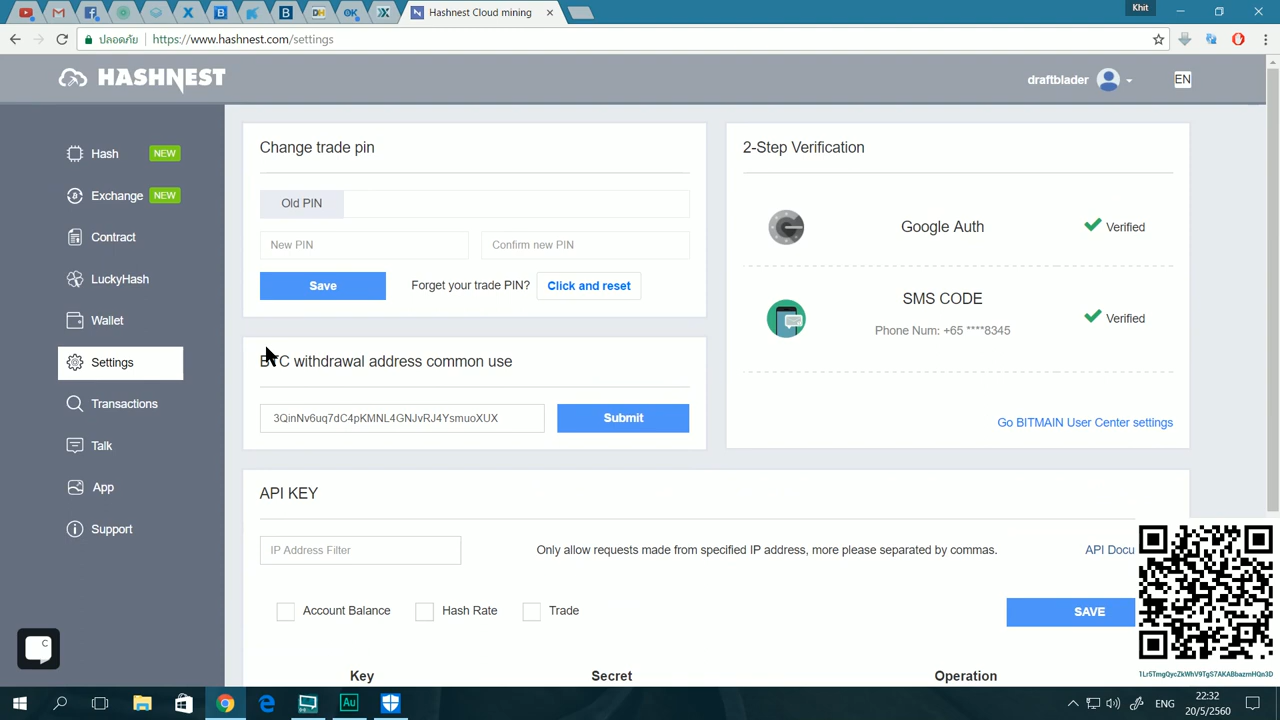 Hashnest Cloud mining
Khit
ปลอดภัย https://www.hashnest.com/settings
HASHNEST
draftblader
EN
Hash NEW
Exchange NEW
Contract
LuckyHash
Wallet
Settings
Transactions
Talk
App
Support
Change trade pin
Old PIN
New PIN Confirm new PIN
Save Forget your trade PIN? Click and reset
BTC withdrawal address common use
3QinNv6uq7dC4pKMNL4GNJvRJ4YsmuoXUX Submit
2-Step Verification
Google Auth Verified
SMS CODE
Phone Num: +65 ****8345 Verified
Go BITMAIN User Center settings
API KEY
IP Address Filter Only allow requests made from specified IP address, more please separated by commas. API Docu
Account Balance Hash Rate Trade SAVE
Key Secret Operation
1Lr5TmgQycZkWhV9TgS7AKABbazmHQn3D
ENG
22:32
20/5/2560